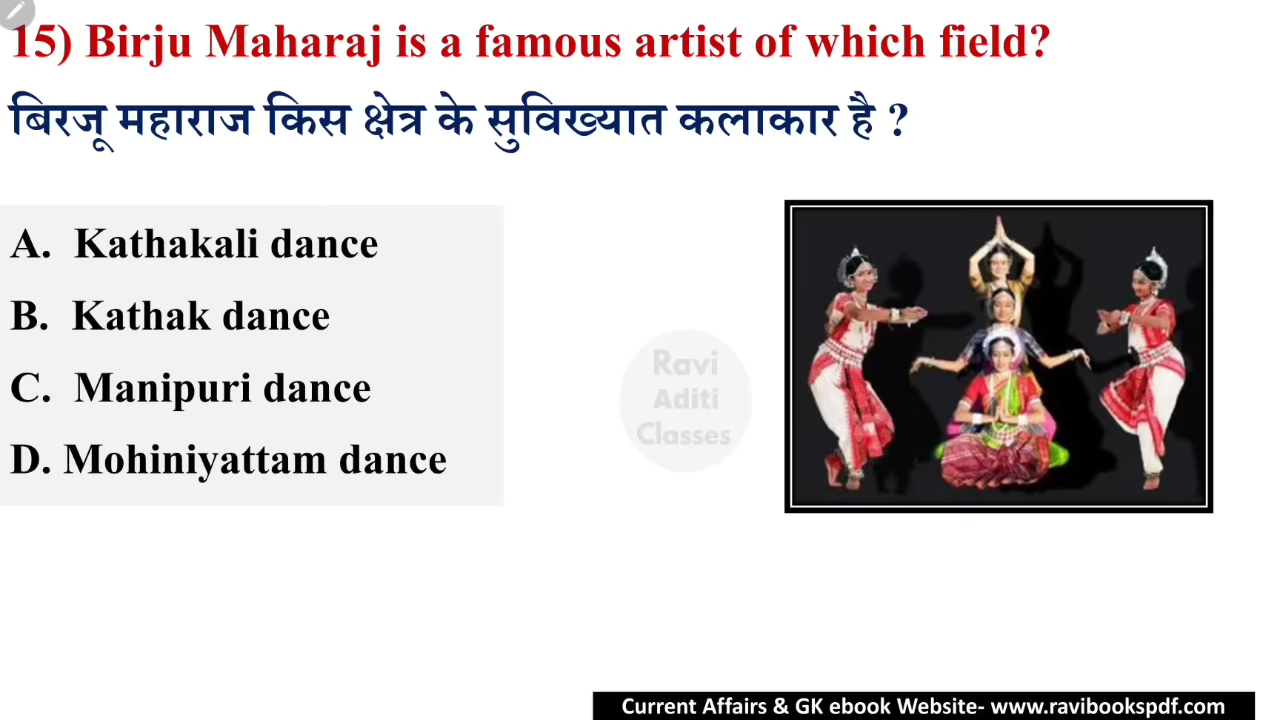 15) Birju Maharaj is a famous artist of which field?
बिरजू महाराज किस क्षेत्र के सुविख्यात कलाकार है ?
A. Kathakali dance
B. Kathak dance
C. Manipuri dance
D. Mohiniyattam dance
Ravi
Aditi
Classes
Current Affairs & GK ebook Website- www.ravibookspdf.com